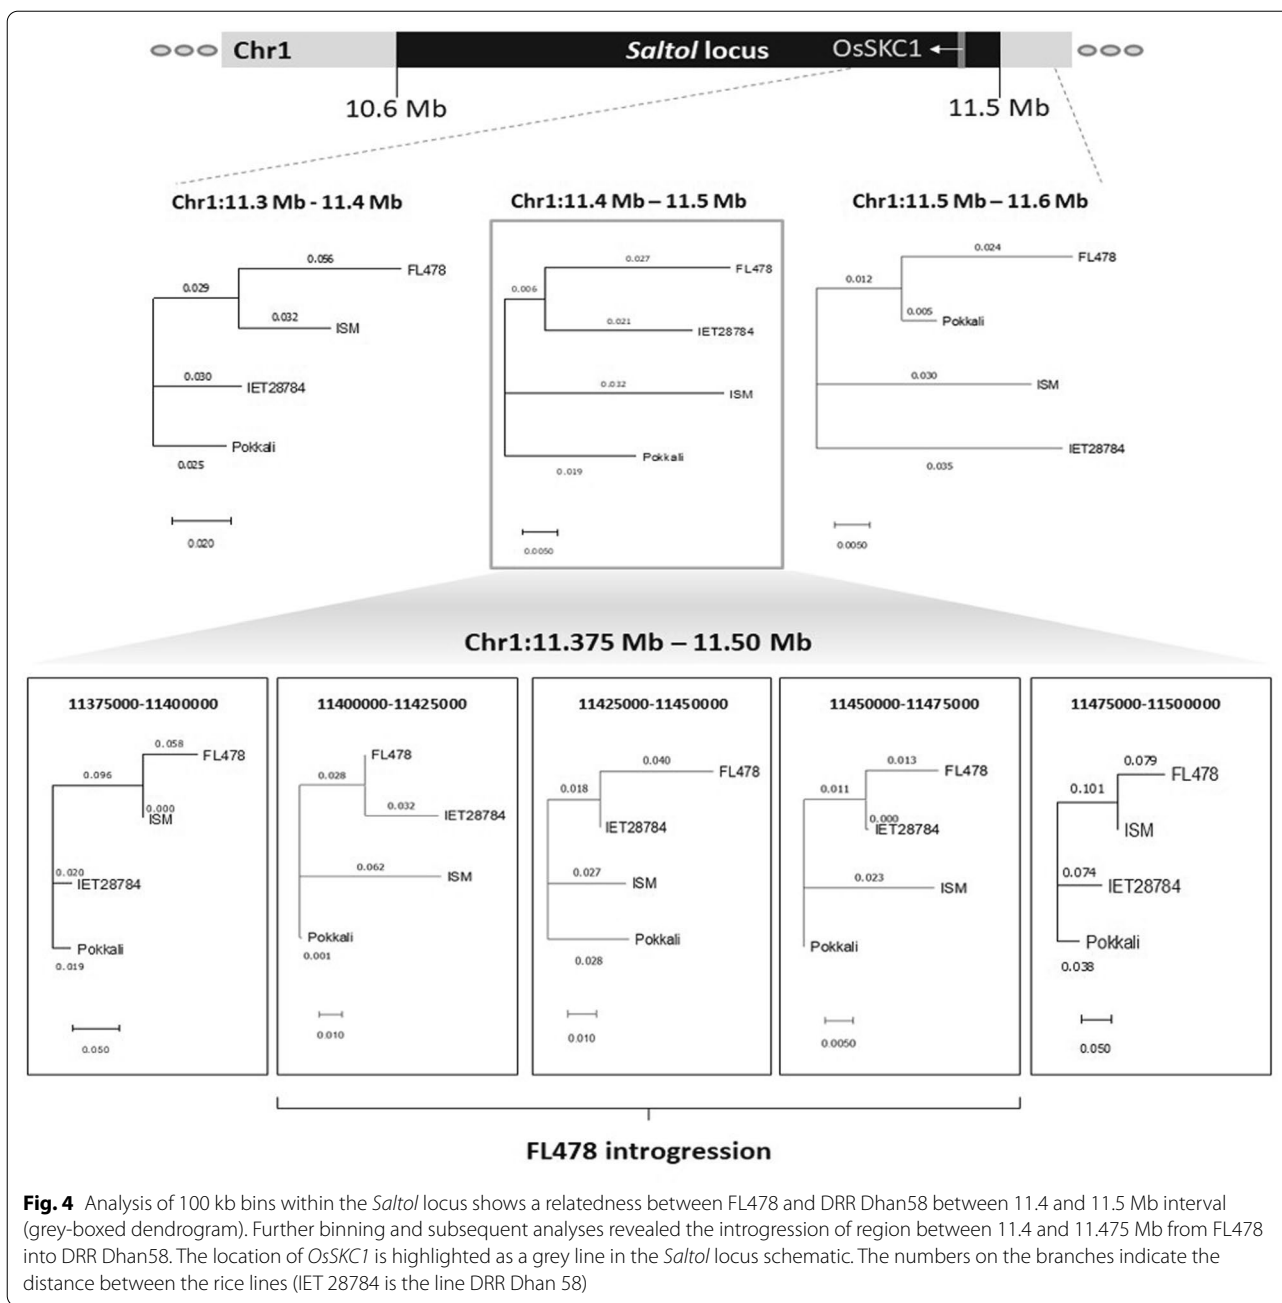 Chr1
Saltol locus
OsSKC1
10.6 Mb
11.5 Mb
Chr1:11.3 Mb - 11.4 Mb
0.056
FL478
0.029
0.032
ISM
0.030
IET28784
Pokkali
0.025
0.020
Chr1:11.4 Mb – 11.5 Mb
0.027
FL478
0.006
0.021
IET28784
0.032
ISM
Pokkali
0.019
0.0050
Chr1:11.5 Mb – 11.6 Mb
0.024
FL478
0.012
0.005
Pokkali
0.030
ISM
IET28784
0.035
0.0050
Chr1:11.375 Mb – 11.50 Mb
11375000-11400000
0.058
FL478
0.096
0.000
ISM
0.020
IET28784
Pokkali
0.019
0.050
11400000-11425000
FL478
0.028
0.032
IET28784
0.062
ISM
Pokkali
0.001
0.010
11425000-11450000
0.040
FL478
0.018
IET28784
0.027
ISM
Pokkali
0.028
0.010
11450000-11475000
0.013
FL478
0.011
0.000
IET28784
0.023
ISM
Pokkali
0.0050
11475000-11500000
0.079
FL478
0.101
ISM
0.074
IET28784
Pokkali
0.038
0.050
FL478 introgression
Fig. 4 Analysis of 100 kb bins within the Saltol locus shows a relatedness between FL478 and DRR Dhan58 between 11.4 and 11.5 Mb interval
(grey-boxed dendrogram). Further binning and subsequent analyses revealed the introgression of region between 11.4 and 11.475 Mb from FL478
into DRR Dhan58. The location of OsSKC1 is highlighted as a grey line in the Saltol locus schematic. The numbers on the branches indicate the
distance between the rice lines (IET 28784 is the line DRR Dhan 58)